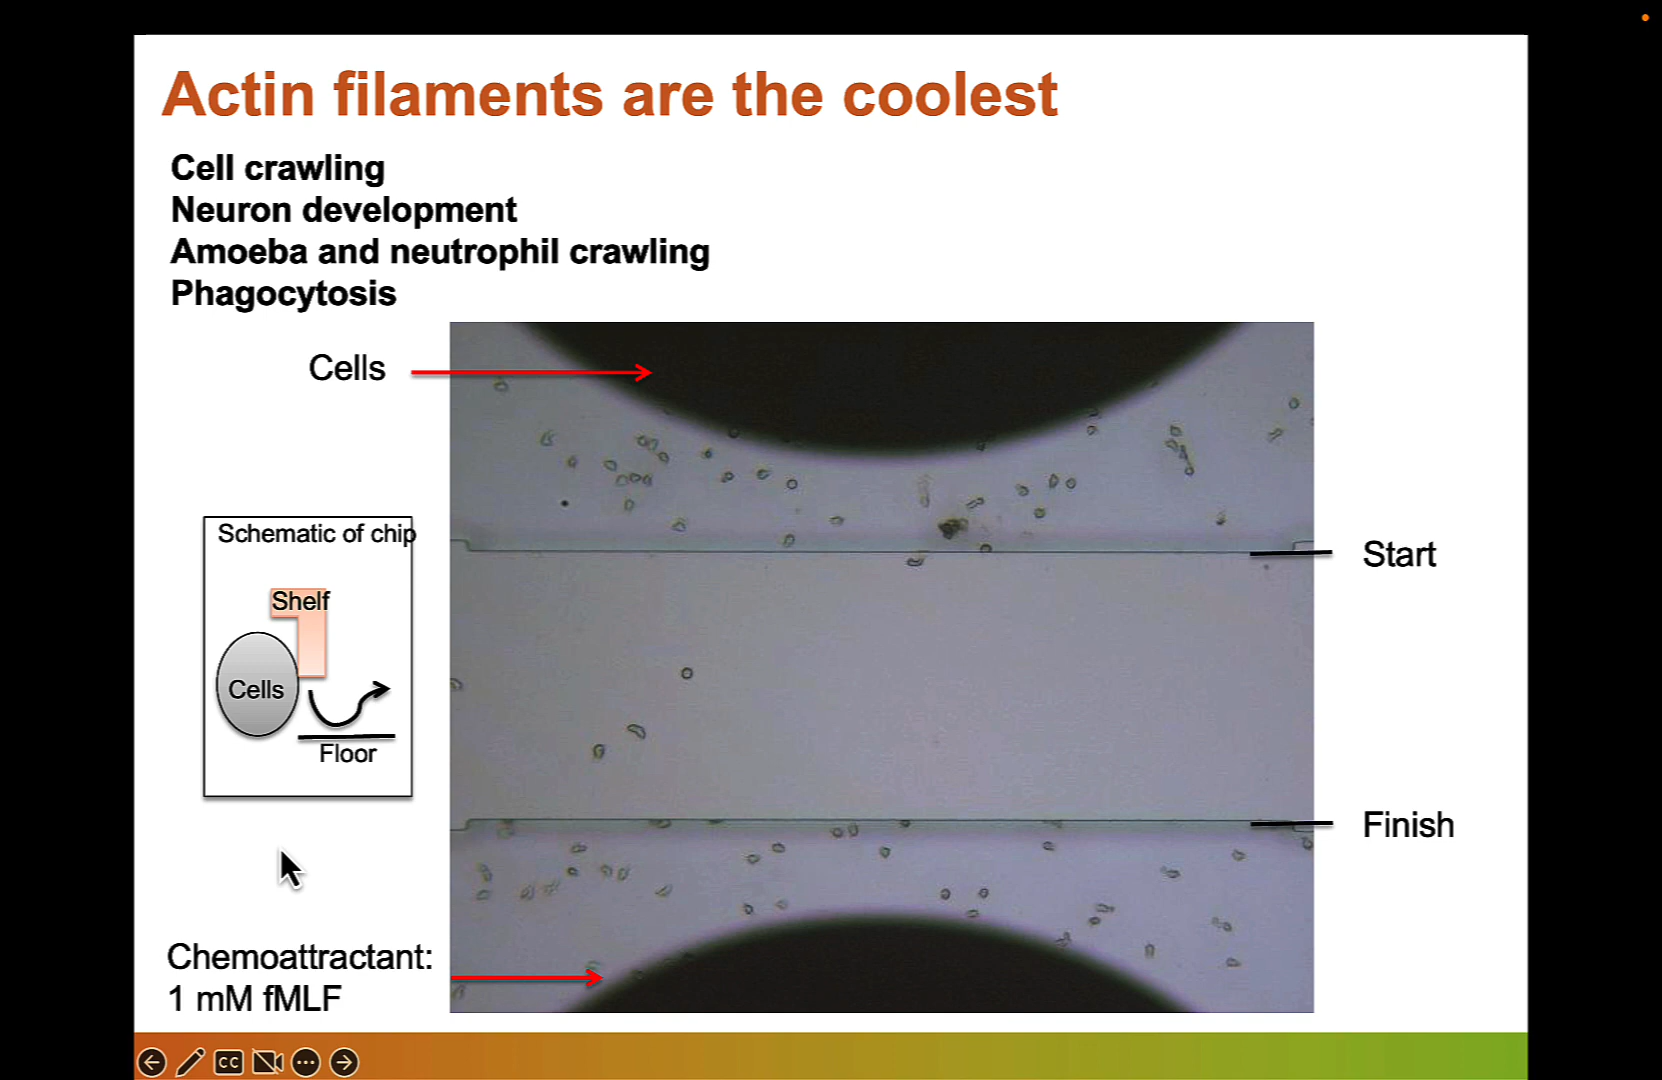 Actin filaments are the coolest
Cell crawling
Neuron development
Amoeba and neutrophil crawling
Phagocytosis
Cells
Schematic of chip
Shelf
Cells
Floor
Start
Finish
Chemoattractant:
1 mM fMLF
CC